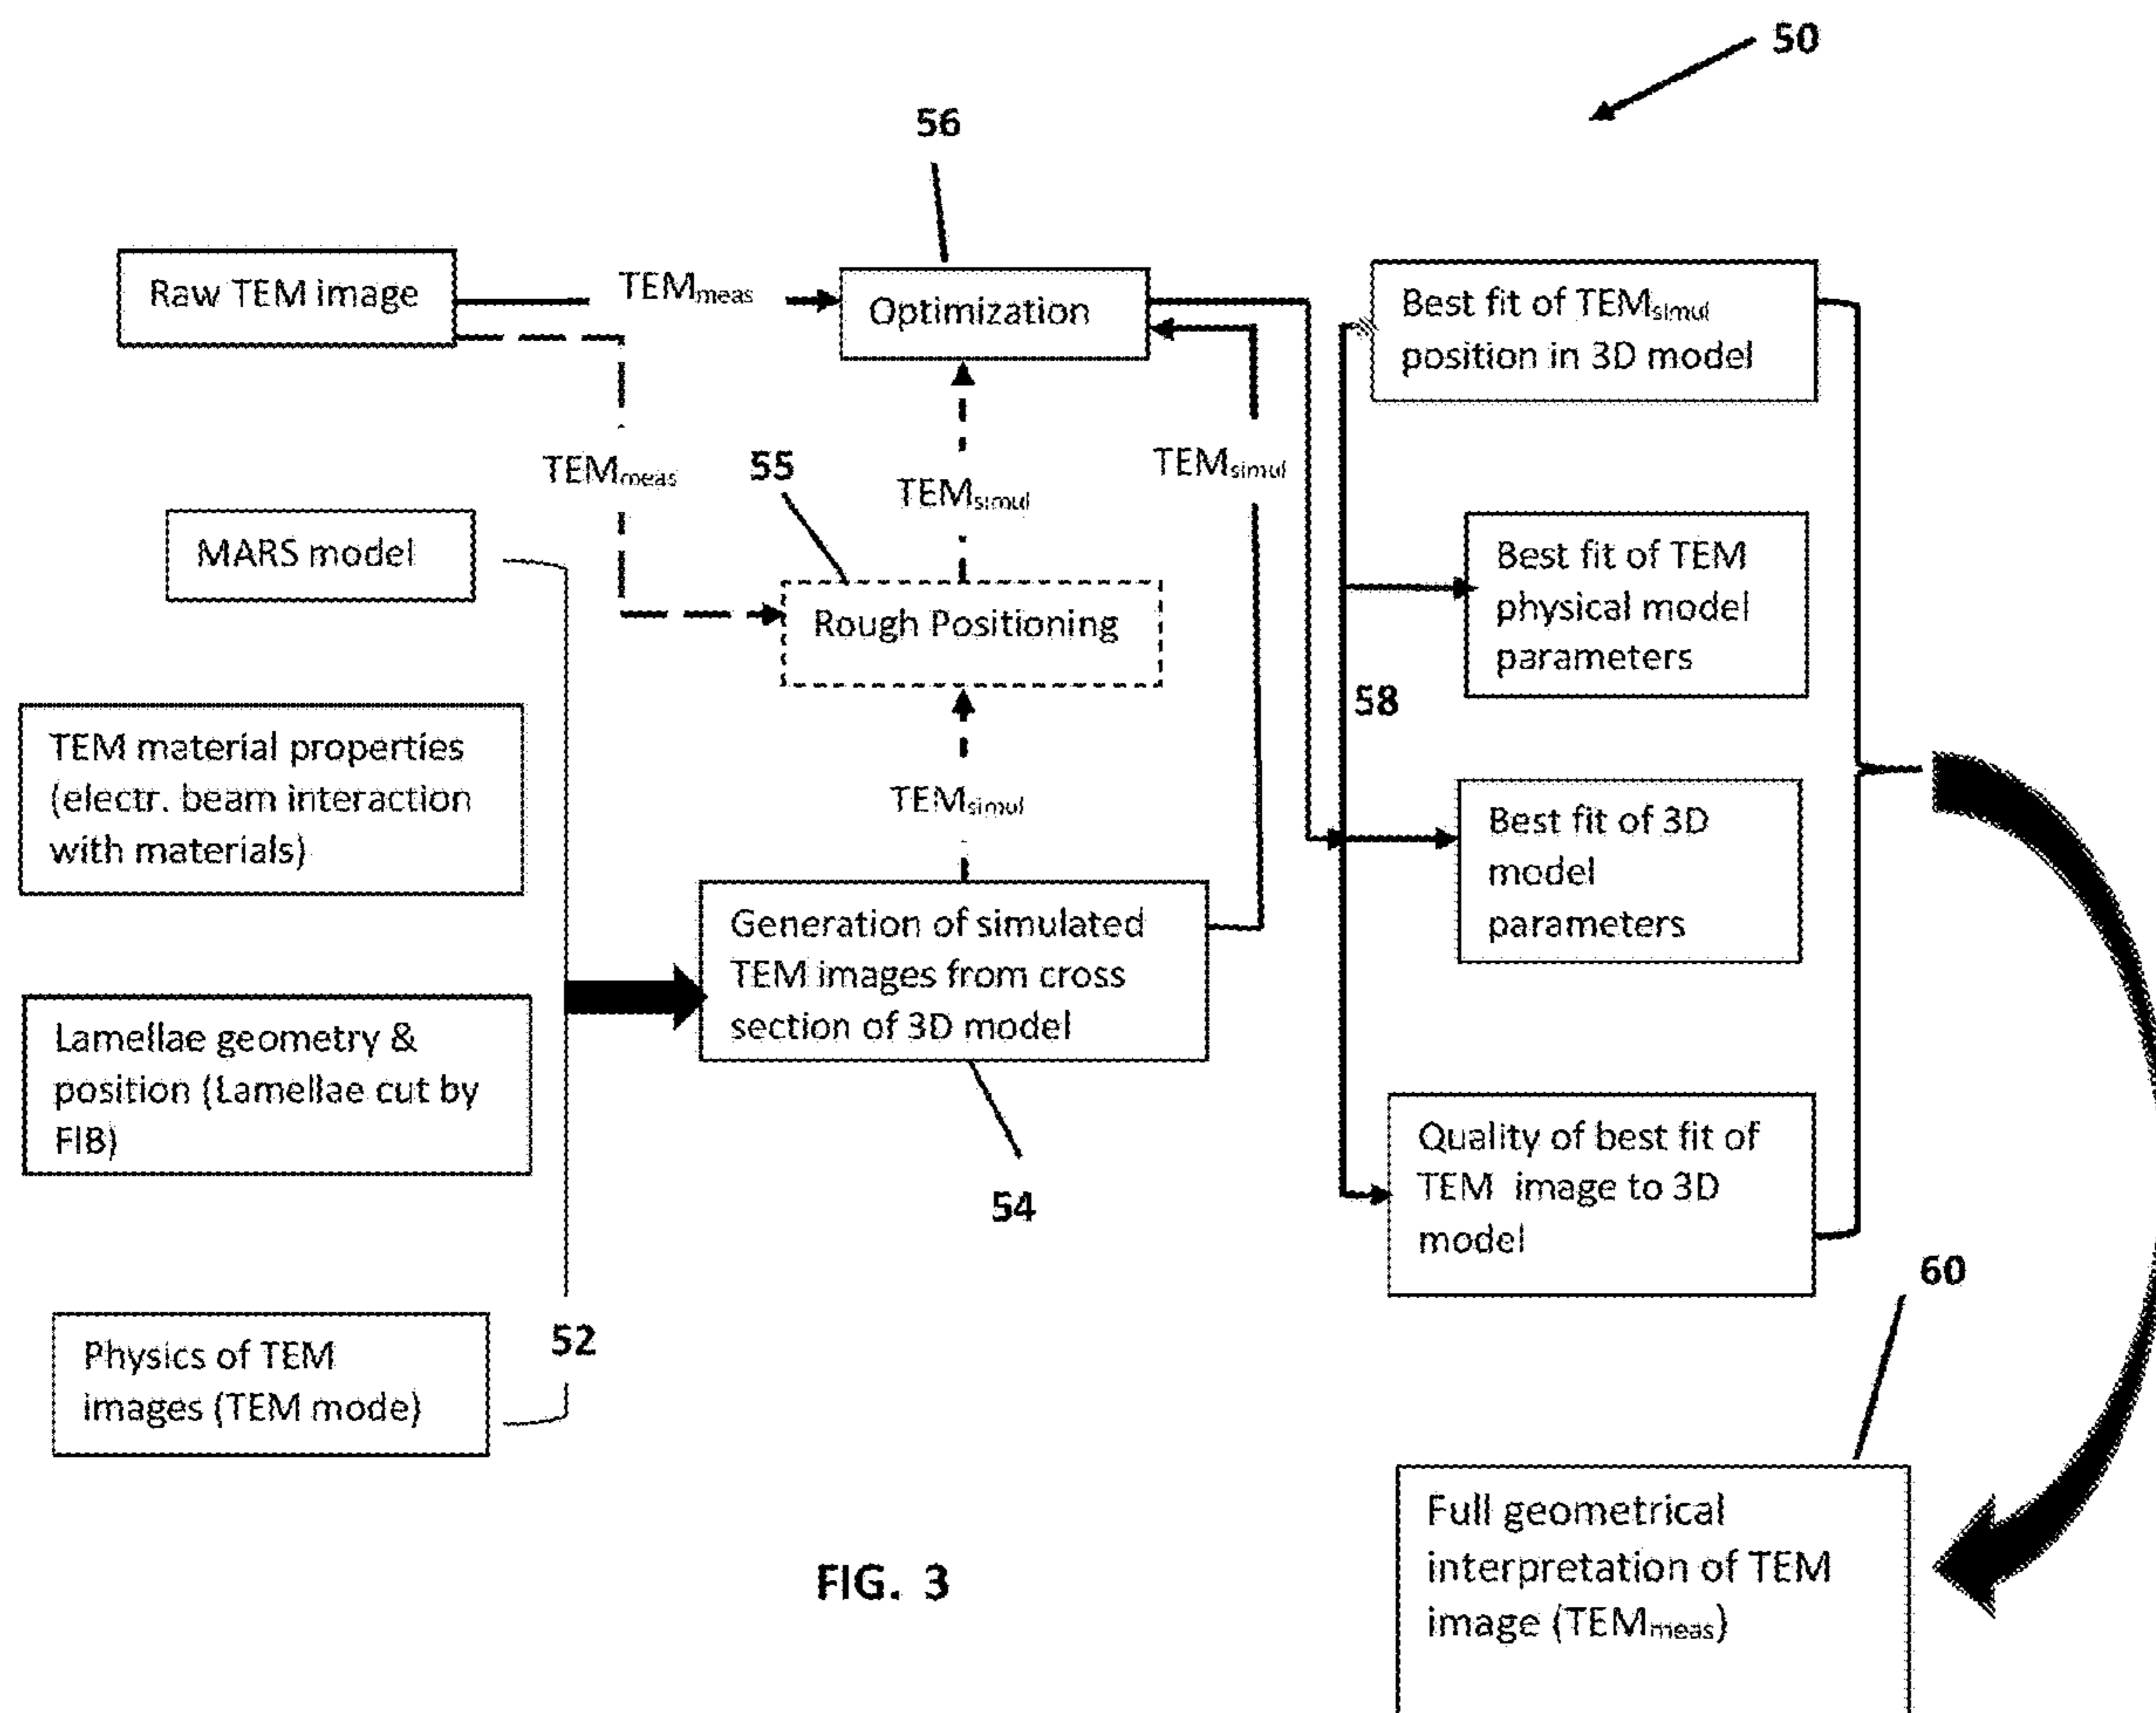 50
56
Raw TEM image
TEMmeas
Optimization
Best fit of TEMsimul
position in 3D model
TEMmeas
55
TEMsimul
TEMsimul
MARS model
Rough Positioning
Best fit of TEM
physical model
parameters
58
TEM material properties
(electr. beam interaction
with materials)
TEMsimul
Best fit of 3D
model
parameters
Generation of simulated
TEM images from cross
section of 3D model
Lamellae geometry &
position (Lamellae cut by
FIB)
54
Quality of best fit of
TEM image to 3D
model
60
52
Physics of TEM
images (TEM mode)
Full geometrical
interpretation of TEM
image (TEMmeas)
FIG. 3